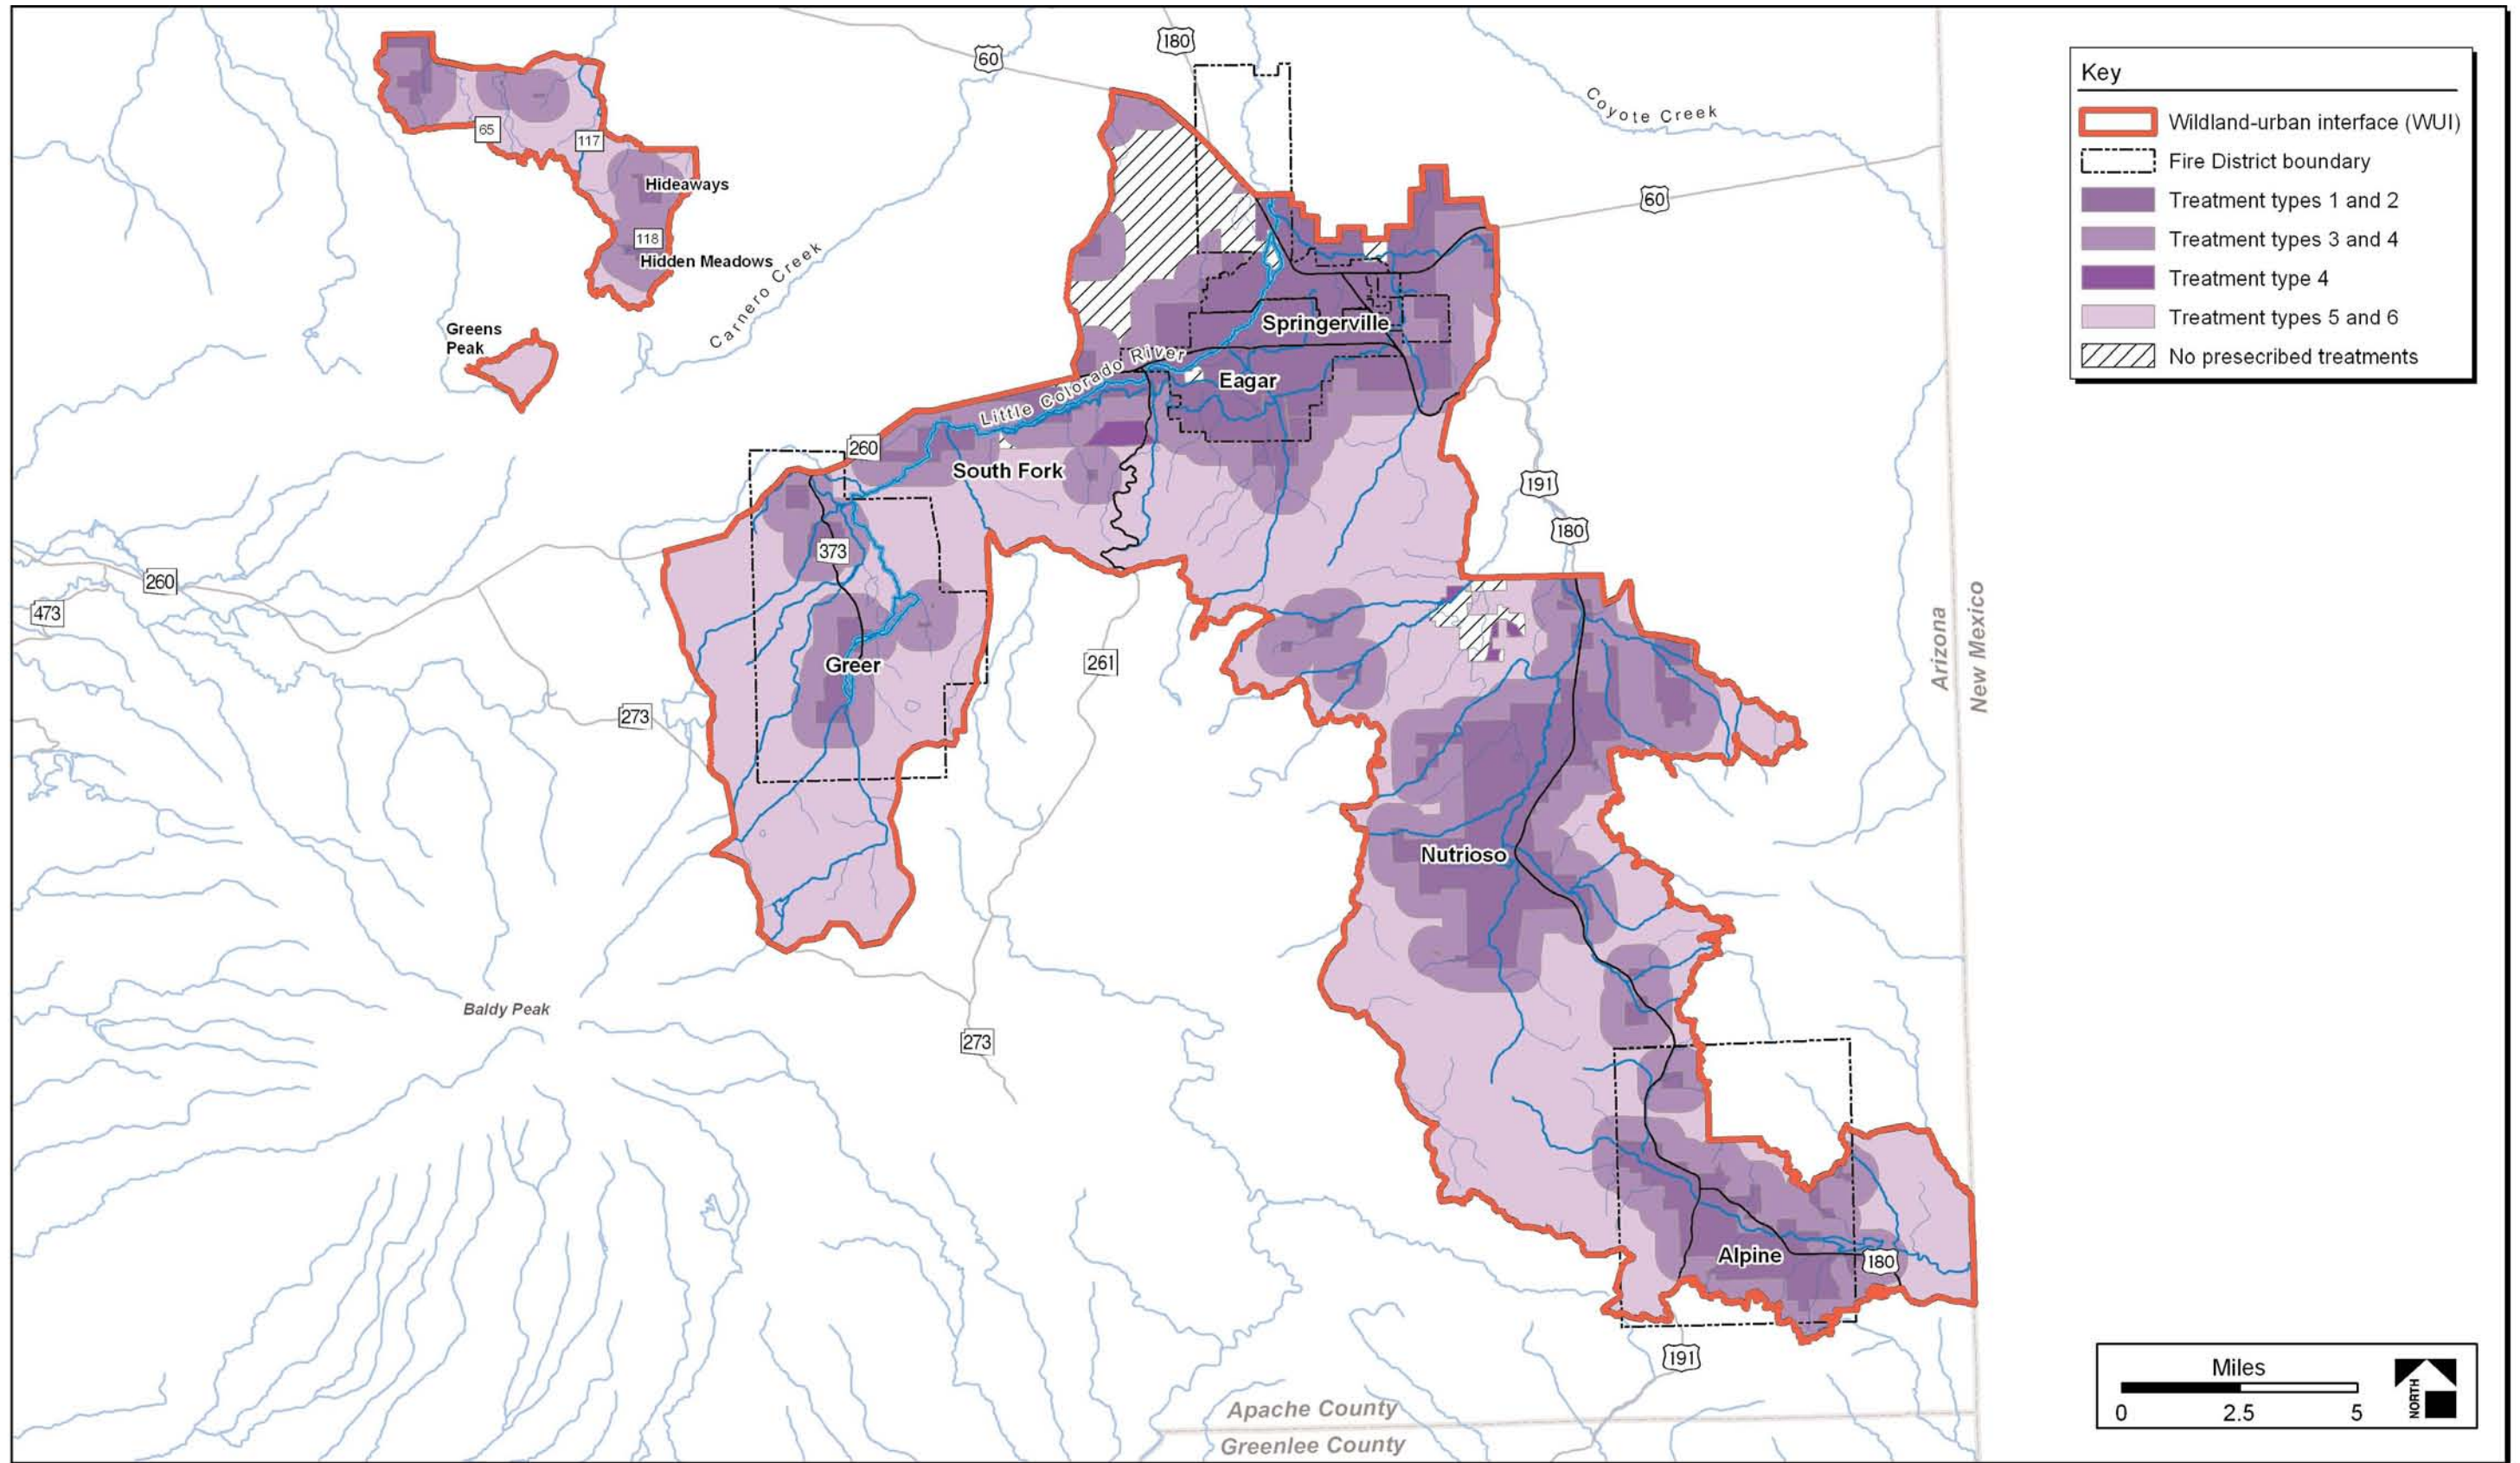 60
180
Coyote Creek
Key
Wildland-urban interface (WUI)
Fire District boundary
Treatment types 1 and 2
Treatment types 3 and 4
Treatment type 4
Treatment types 5 and 6
No presecribed treatments
65
117
Hideaways
118
Hidden Meadows
60
Carnero Creek
Greens
Peak
Springerville
Little Colorado River
Eagar
260
South Fork
191
180
373
260
473
Arizona
New Mexico
Greer
261
273
Nutrioso
Baldy Peak
273
Alpine
180
191
Miles
0
2.5
5
NORTH
Apache County
Greenlee County